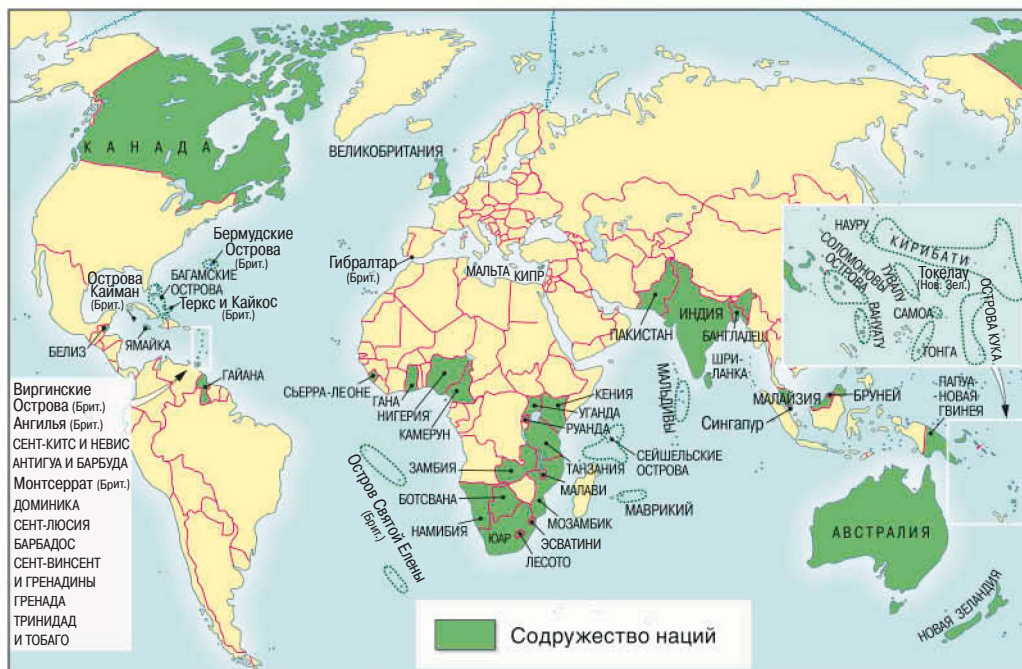 КАНАДА
ВЕЛИКОБРИТАНИЯ
Бермудские
Острова
(Брит.)
БАГАМСКИЕ
ОСТРОВА
Острова
Кайман
(Брит.)
Теркс и Кайкос
(Брит.)
БЕЛИЗ
ЯМАЙКА
ГАЙАНА
Гибралтар
(Брит.)
МАЛЬТА
КИПР
ПАКИСТАН
ИНДИЯ
БАНГЛАДЕШ
ШРИ-
ЛАНКА
МАЛЬДИВЫ
МАЛАЙЗИЯ
БРУНЕЙ
Сингапур
ПАПУА-
НОВАЯ-
ГВИНЕЯ
НАУРУ
КИРИБАТИ
СОЛОМОНОВЫ
ОСТРОВА
ТУВАЛУ
Токелау
(Нов. Зел.)
ВАНУАТУ
САМОА
ТОНГА
ОСТРОВА КУКА
СЬЕРРА-ЛЕОНЕ
ГАНА
НИГЕРИЯ
КАМЕРУН
КЕНИЯ
УГАНДА
РУАНДА
СЕЙШЕЛЬСКИЕ
ОСТРОВА
ТАНЗАНИЯ
ЗАМБИЯ
МАЛАВИ
БОТСВАНА
МАВРИКИЙ
МОЗАМБИК
НАМИБИЯ
ЮАР
ЭСВАТИНИ
ЛЕСОТО
Остров Святой Елены
(Брит.)
АВСТРАЛИЯ
НОВАЯ ЗЕЛАНДИЯ
Виргинские
Острова (Брит.)
Ангилья (Брит.)
СЕНТ-КИТС И НЕВИС
АНТИГУА И БАРБУДА
Монтсеррат (Брит.)
ДОМИНИКА
СЕНТ-ЛЮСИЯ
БАРБАДОС
СЕНТ-ВИНСЕНТ
И ГРЕНАДИНЫ
ГРЕНАДА
ТРИНИДАД
И ТОБАГО
Содружество наций